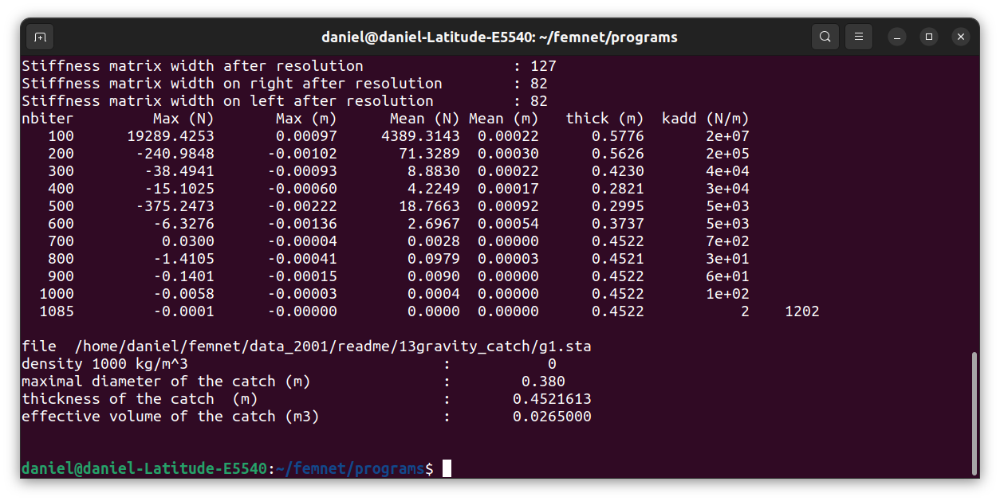 daniel@daniel-Latitude-E5540: ~/femnet/programs
Stiffness matrix width after resolution : 127
Stiffness matrix width on right after resolution : 82
Stiffness matrix width on left after resolution : 82
nbiter Max (N) Max (m) Mean (N) Mean (m) thick (m) kadd (N/m)
100 19289.4253 0.00097 4389.3143 0.00022 0.5776 2e+07
200 -240.9848 -0.00102 71.3289 0.00030 0.5626 2e+05
300 -38.4941 -0.00093 8.8830 0.00022 0.4230 4e+04
400 -15.1025 -0.00060 4.2249 0.00017 0.2821 3e+04
500 -375.2473 -0.00222 18.7663 0.00092 0.2995 5e+03
600 -6.3276 -0.00136 2.6967 0.00054 0.3737 5e+03
700 0.0300 -0.00004 0.0028 0.00000 0.4522 7e+02
800 -1.4105 -0.00041 0.0979 0.00003 0.4521 3e+01
900 -0.1401 -0.00015 0.0090 0.00000 0.4522 6e+01
1000 -0.0058 -0.00003 0.0004 0.00000 0.4522 1e+02
1085 -0.0001 -0.00000 0.0000 0.00000 0.4522 2 1202
file /home/daniel/femnet/data_2001/readme/13gravity_catch/g1.sta
density 1000 kg/m^3 : 0
maximal diameter of the catch (m) : 0.380
thickness of the catch (m) : 0.4521613
effective volume of the catch (m3) : 0.0265000
daniel@daniel-Latitude-E5540:~/femnet/programs$